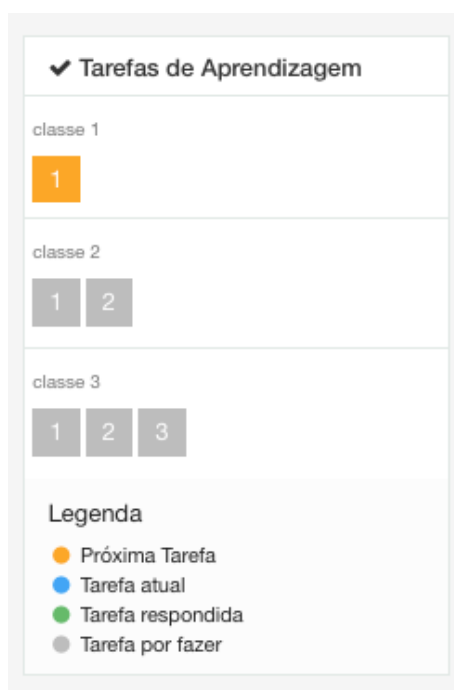 Tarefas de Aprendizagem
classe 1
1
classe 2
1 2
classe 3
1 2 3
Legenda
Próxima Tarefa
Tarefa atual
Tarefa respondida
Tarefa por fazer